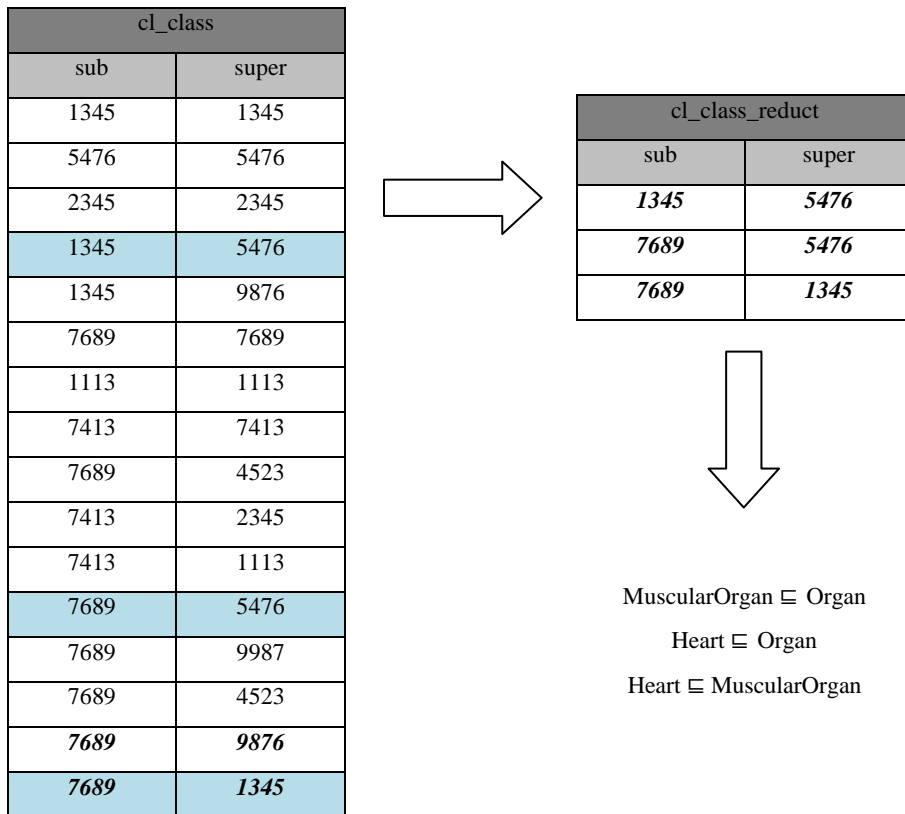 cl_class
sub super
1345 1345
5476 5476
2345 2345
1345 5476
1345 9876
7689 7689
1113 1113
7413 7413
7689 4523
7413 2345
7413 1113
7689 5476
7689 9987
7689 4523
7689 9876
7689 1345
cl_class_reduct
sub super
1345 5476
7689 5476
7689 1345
MuscularOrgan ⊑ Organ
Heart ⊑ Organ
Heart ⊑ MuscularOrgan